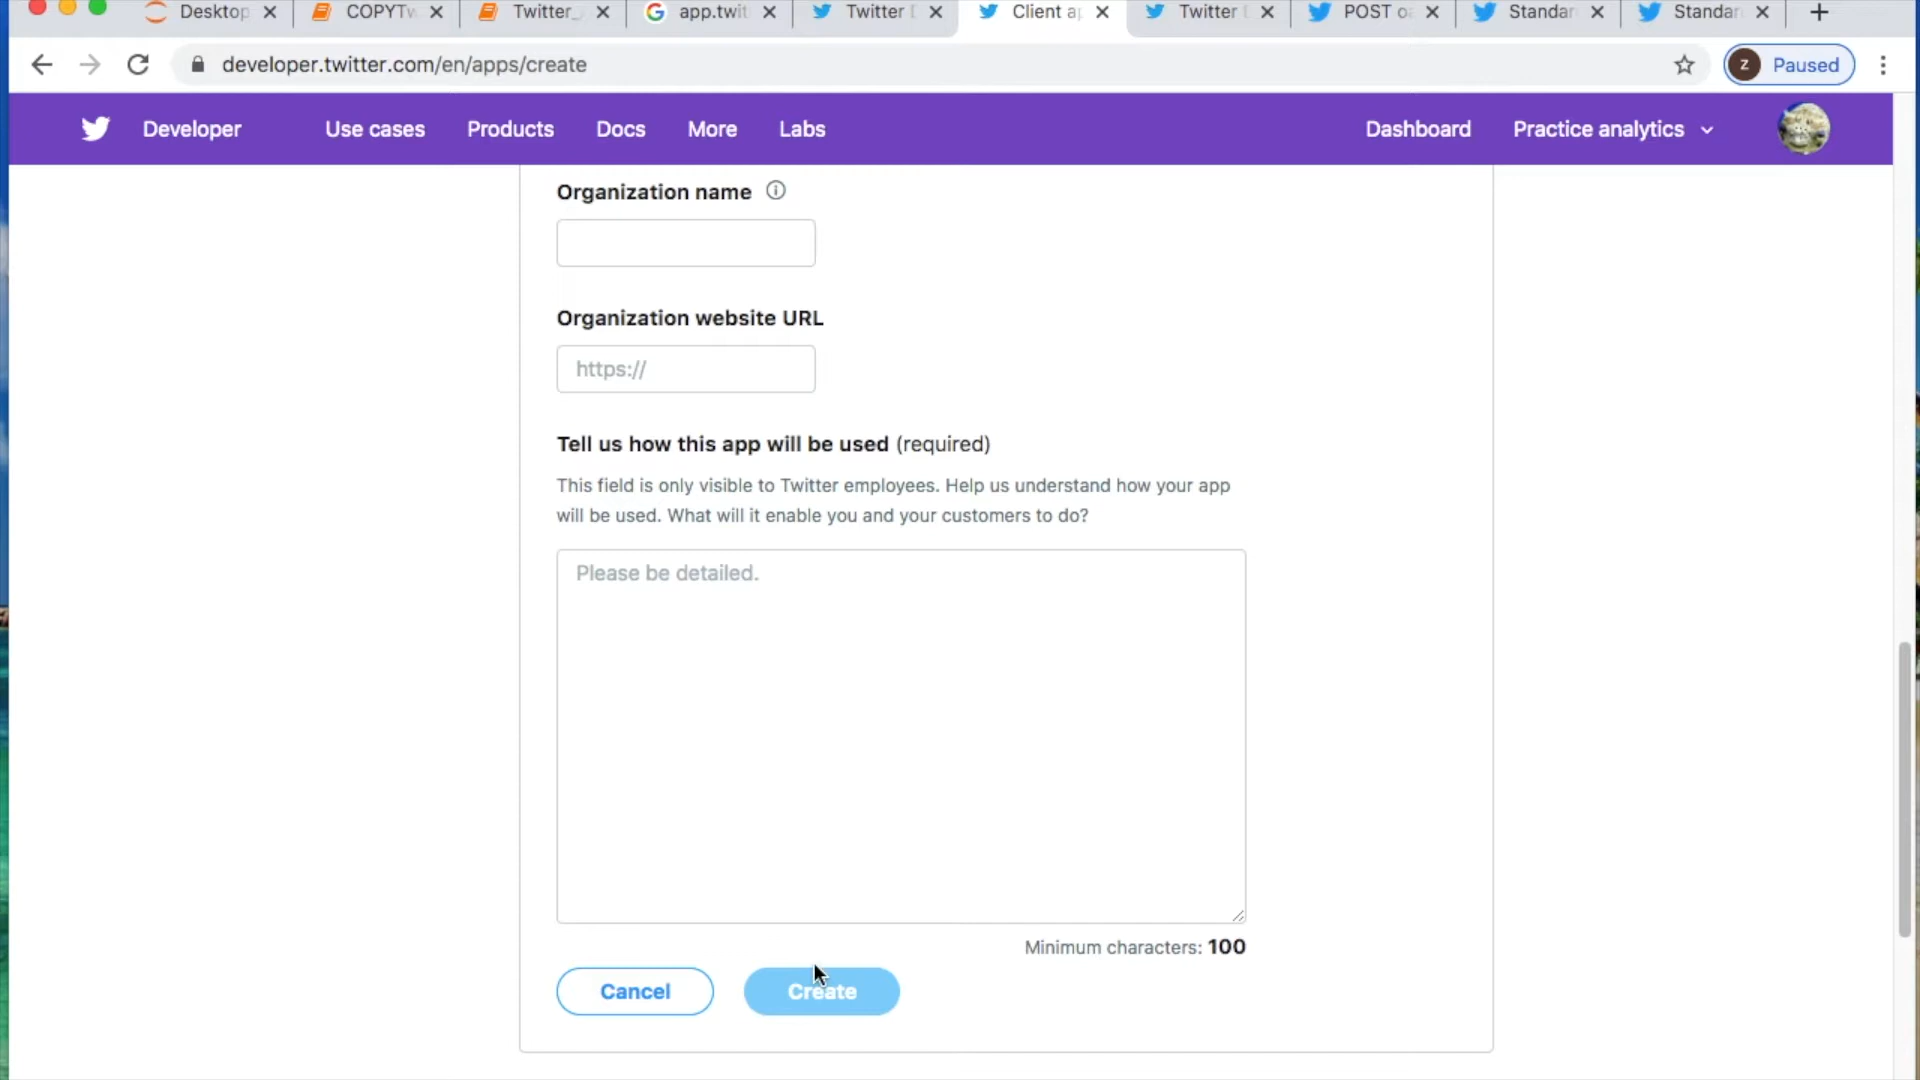 Desktop
COPYTw
Twitter_
app.twit
Twitter D
Client ap
Twitter
POST o
Standar
Standar
developer.twitter.com/en/apps/create
Z
Paused
Developer
Use cases
Products
Docs
More
Labs
Dashboard
Practice analytics
Organization name
Organization website URL
https://
Tell us how this app will be used (required)
This field is only visible to Twitter employees. Help us understand how your app
will be used. What will it enable you and your customers to do?
Please be detailed.
Minimum characters: 100
Cancel
Create